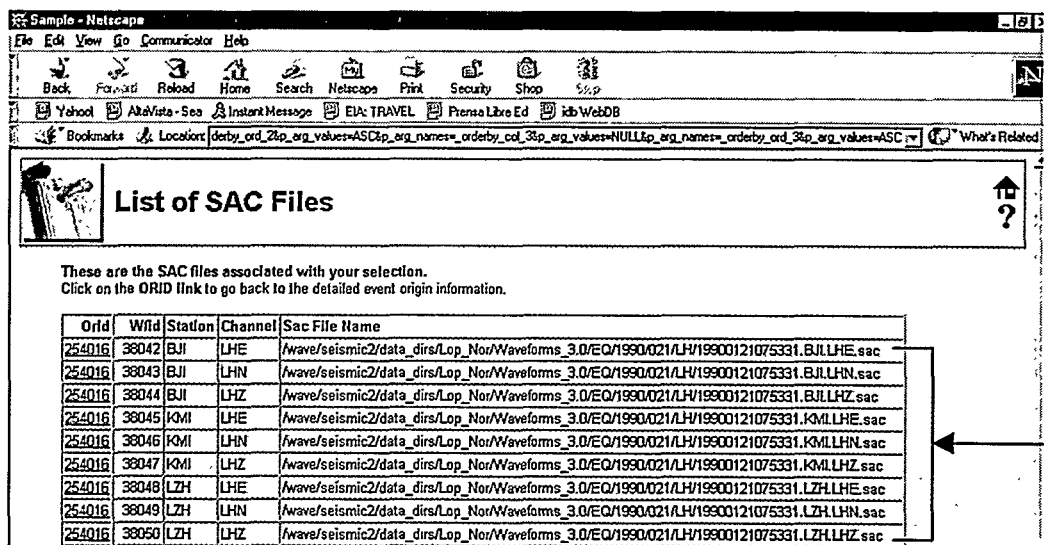 Sample - Netscape
File Edit View Go Communicator Help
Back Forward Reload Home Search Netscape Print Security Shop Stop
Yahoo! AltaVista - Sea Instant Message EIA: TRAVEL Prensa Libre Ed idb WebDB
Bookmarks Location: derby_ord_2&p_arg_values=ASC&p_arg_names=_orderby_col_3&p_arg_values=NULL&p_arg_names=_orderby_ord_3&p_arg_values=ASC What's Related
List of SAC Files
?
These are the SAC files associated with your selection.
Click on the ORID link to go back to the detailed event origin information.
Orid Wfid Station Channel Sac File Name
254016 38042 BJI LHE /wave/seismic2/data_dirs/Lop_Nor/Waveforms_3.0/EQ/1990/021/LH/19900121075331.BJI.LHE.sac
254016 38043 BJI LHN /wave/seismic2/data_dirs/Lop_Nor/Waveforms_3.0/EQ/1990/021/LH/19900121075331.BJI.LHN.sac
254016 38044 BJI LHZ /wave/seismic2/data_dirs/Lop_Nor/Waveforms_3.0/EQ/1990/021/LH/19900121075331.BJI.LHZ.sac
254016 38045 KMI LHE /wave/seismic2/data_dirs/Lop_Nor/Waveforms_3.0/EQ/1990/021/LH/19900121075331.KMI.LHE.sac
254016 38046 KMI LHN /wave/seismic2/data_dirs/Lop_Nor/Waveforms_3.0/EQ/1990/021/LH/19900121075331.KMI.LHN.sac
254016 38047 KMI LHZ /wave/seismic2/data_dirs/Lop_Nor/Waveforms_3.0/EQ/1990/021/LH/19900121075331.KMI.LHZ.sac
254016 38048 LZH LHE /wave/seismic2/data_dirs/Lop_Nor/Waveforms_3.0/EQ/1990/021/LH/19900121075331.LZH.LHE.sac
254016 38049 LZH LHN /wave/seismic2/data_dirs/Lop_Nor/Waveforms_3.0/EQ/1990/021/LH/19900121075331.LZH.LHN.sac
254016 38050 LZH LHZ /wave/seismic2/data_dirs/Lop_Nor/Waveforms_3.0/EQ/1990/021/LH/19900121075331.LZH.LHZ.sac